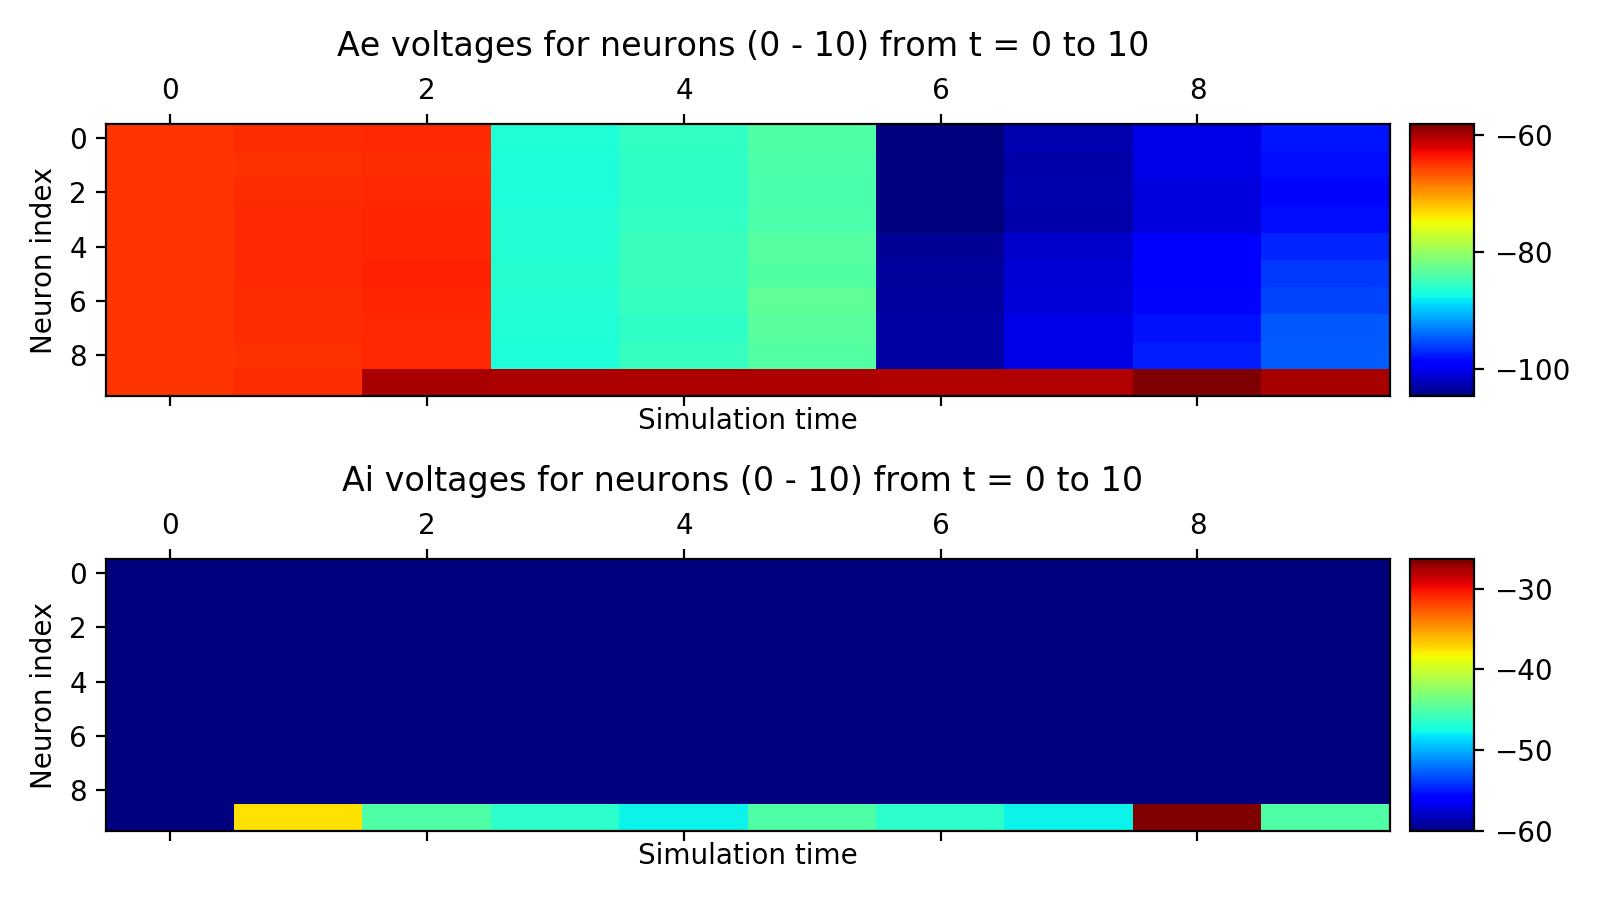 Ae voltages for neurons (0 - 10) from t = 0 to 10
0 2 4 6 8
Neuron index
0
2
4
6
8
−60
−80
−100
Simulation time
Ai voltages for neurons (0 - 10) from t = 0 to 10
0 2 4 6 8
Neuron index
0
2
4
6
8
−30
−40
−50
−60
Simulation time